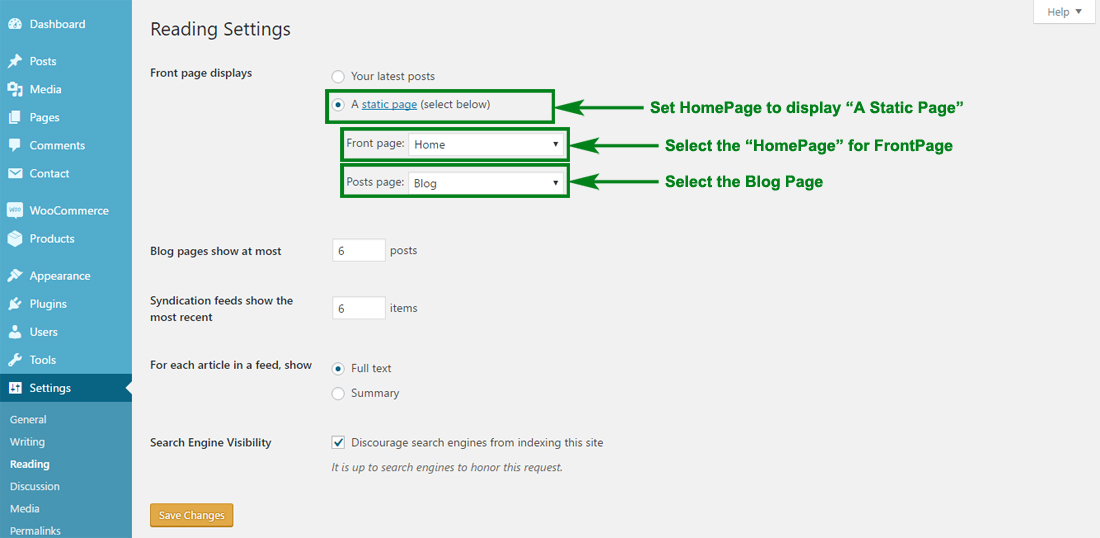 Help
Dashboard
Posts
Media
Pages
Comments
Contact
WooCommerce
Products
Appearance
Plugins
Users
Tools
Settings
General
Writing
Reading
Discussion
Media
Permalinks
Reading Settings
Front page displays
Your latest posts
A static page (select below)
Set HomePage to display “A Static Page”
Front page: Home
Select the “HomePage” for FrontPage
Posts page: Blog
Select the Blog Page
Blog pages show at most 6 posts
Syndication feeds show the
most recent
6 items
For each article in a feed, show
Full text
Summary
Search Engine Visibility
Discourage search engines from indexing this site
It is up to search engines to honor this request.
Save Changes